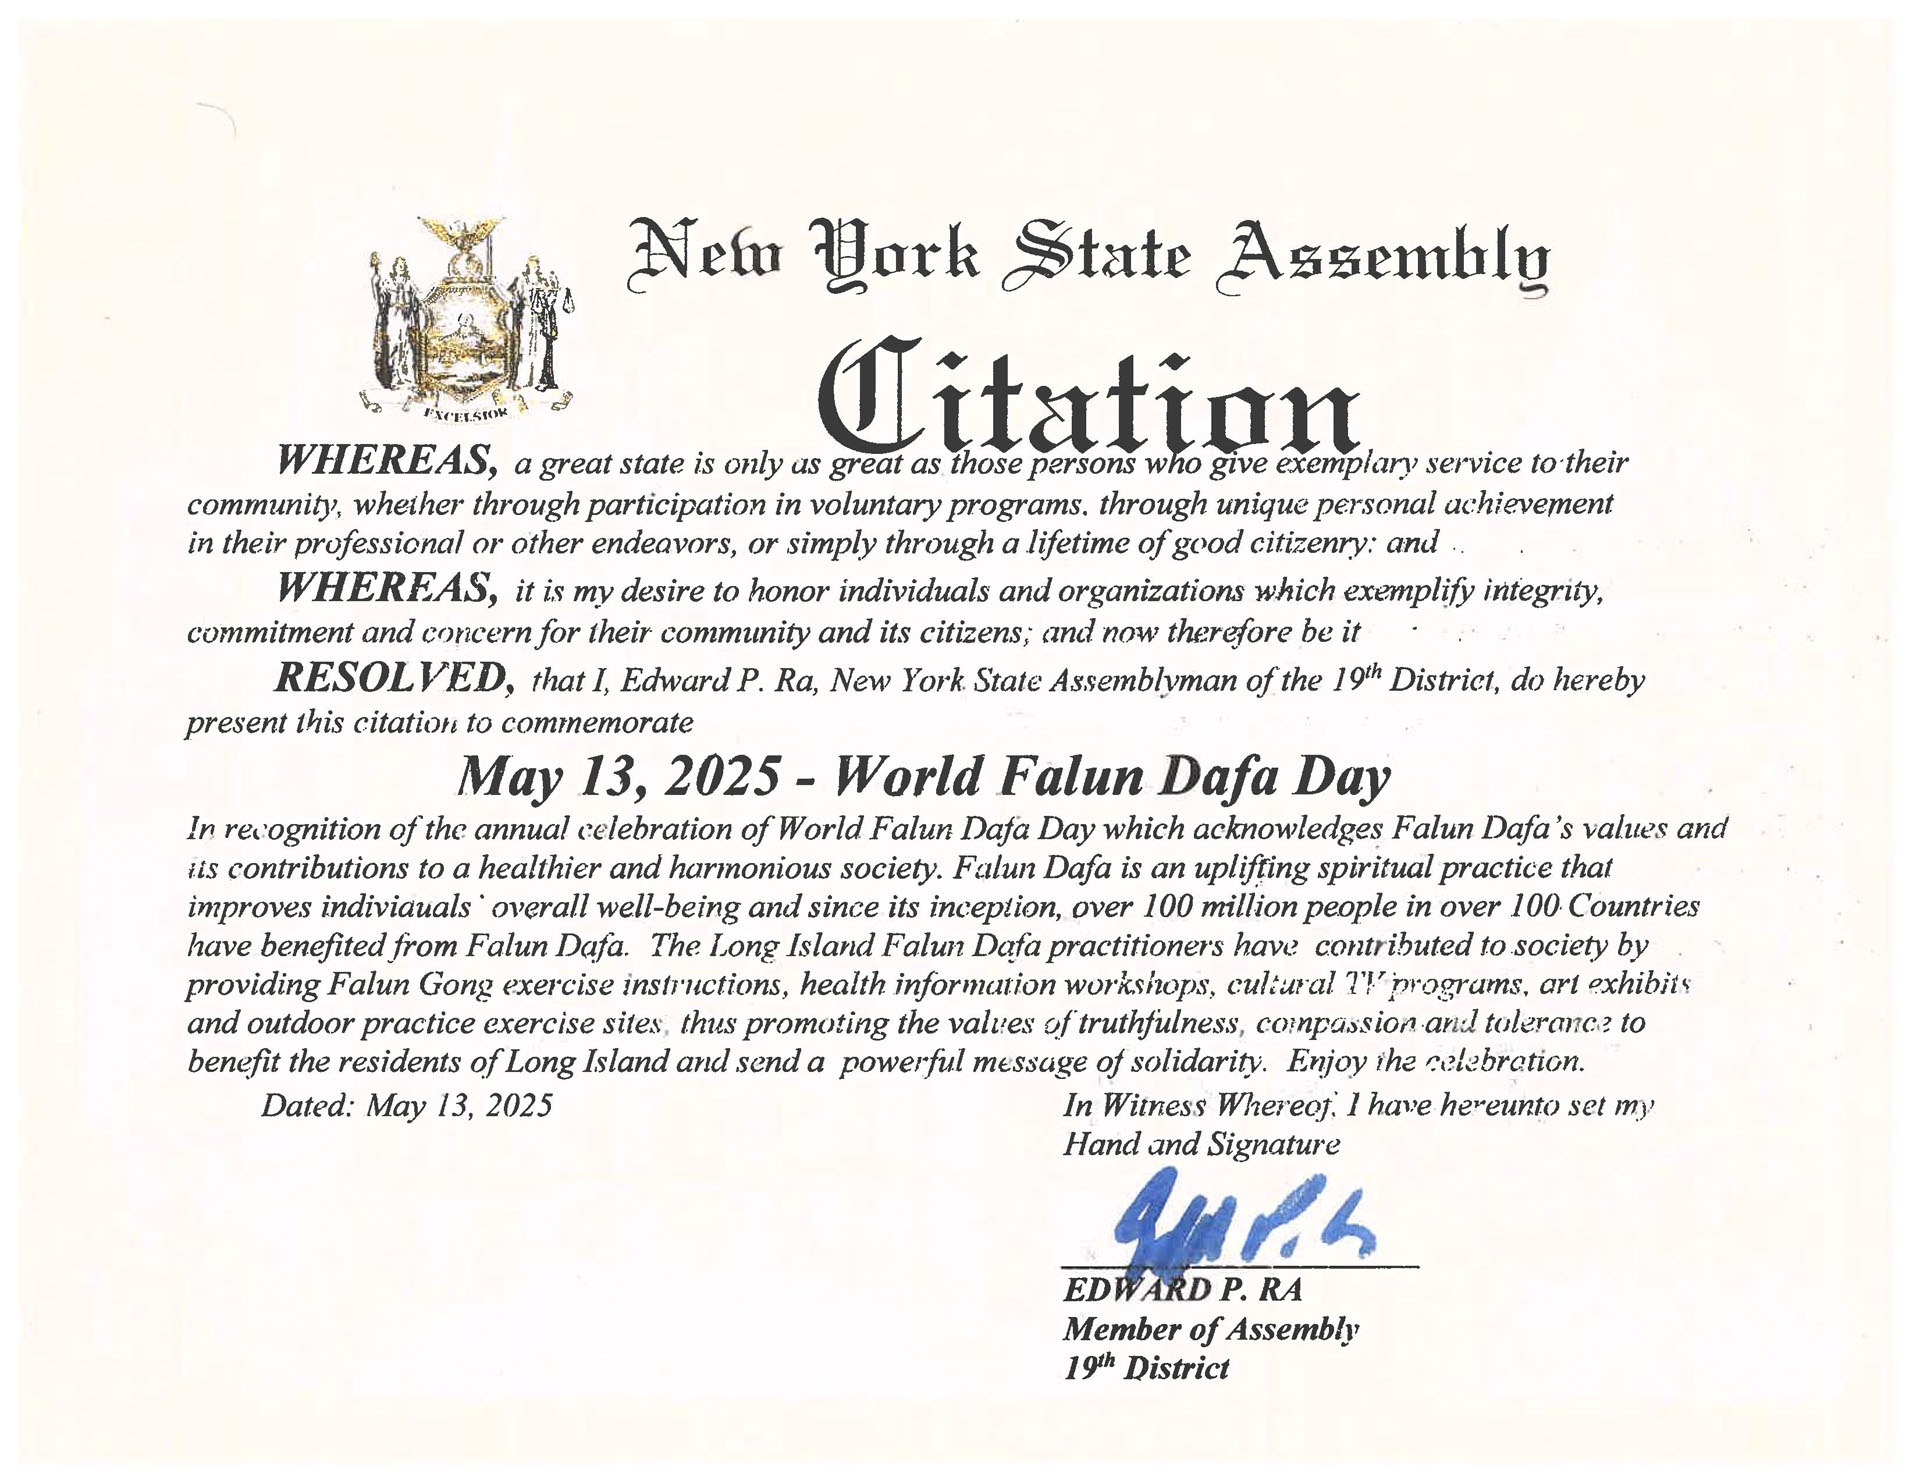 New York State Assembly
Citation
EXCELSIOR
WHEREAS, a great state is only as great as those persons who give exemplary service to their
community, whether through participation in voluntary programs, through unique personal achievement
in their professional or other endeavors, or simply through a lifetime of good citizenry: and
WHEREAS, it is my desire to honor individuals and organizations which exemplify integrity,
commitment and concern for their community and its citizens; and now therefore be it
RESOLVED, that I, Edward P. Ra, New York State Assemblyman of the 19th District, do hereby
present this citation to commemorate
May 13, 2025 - World Falun Dafa Day
In recognition of the annual celebration of World Falun Dafa Day which acknowledges Falun Dafa's values and
its contributions to a healthier and harmonious society. Falun Dafa is an uplifting spiritual practice that
improves individuals' overall well-being and since its inception, over 100 million people in over 100 Countries
have benefited from Falun Dafa. The Long Island Falun Dafa practitioners have contributed to society by
providing Falun Gong exercise instructions, health information workshops, cultural TV programs, art exhibits
and outdoor practice exercise sites, thus promoting the values of truthfulness, compassion and tolerance to
benefit the residents of Long Island and send a powerful message of solidarity. Enjoy the celebration.
Dated: May 13, 2025
In Witness Whereof, I have hereunto set my
Hand and Signature
EDWARD P. RA
Member of Assembly
19th District